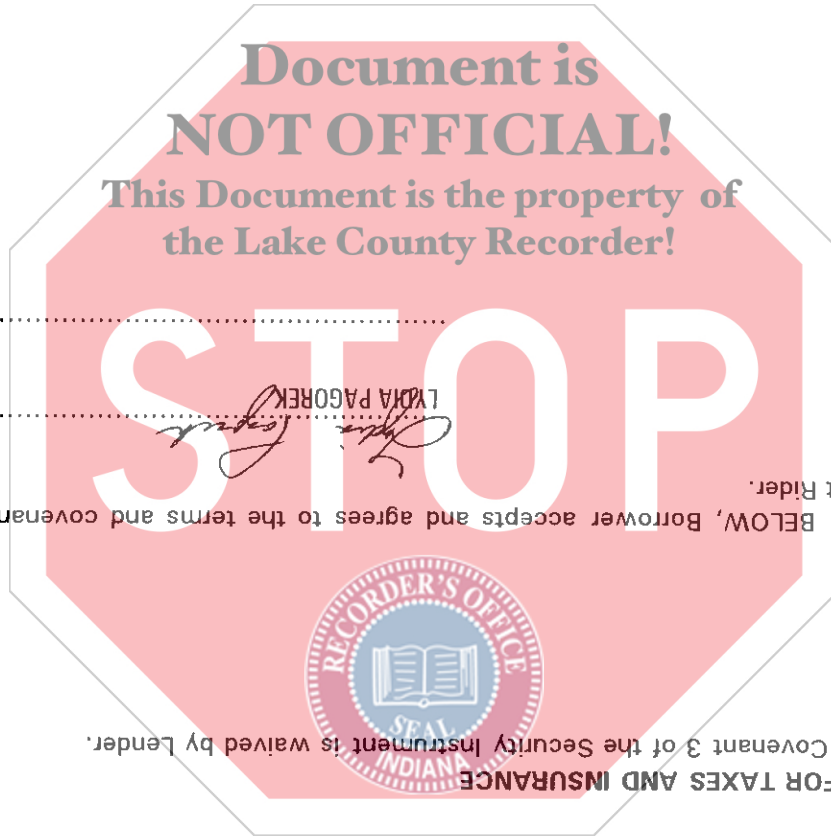 Document is
NOT OFFICIAL!
This Document is the property of
the Lake County Recorder!
STOP
RECORDER'S OFFICE
SEAL
INDIANA
FOR TAXES AND INSURANCE
Covenant 3 of the Security Instrument is waived by Lender.
BELOW, Borrower accepts and agrees to the terms and covenan
t Rider.
Lydia Pagorek
LYDIA PAGOREK